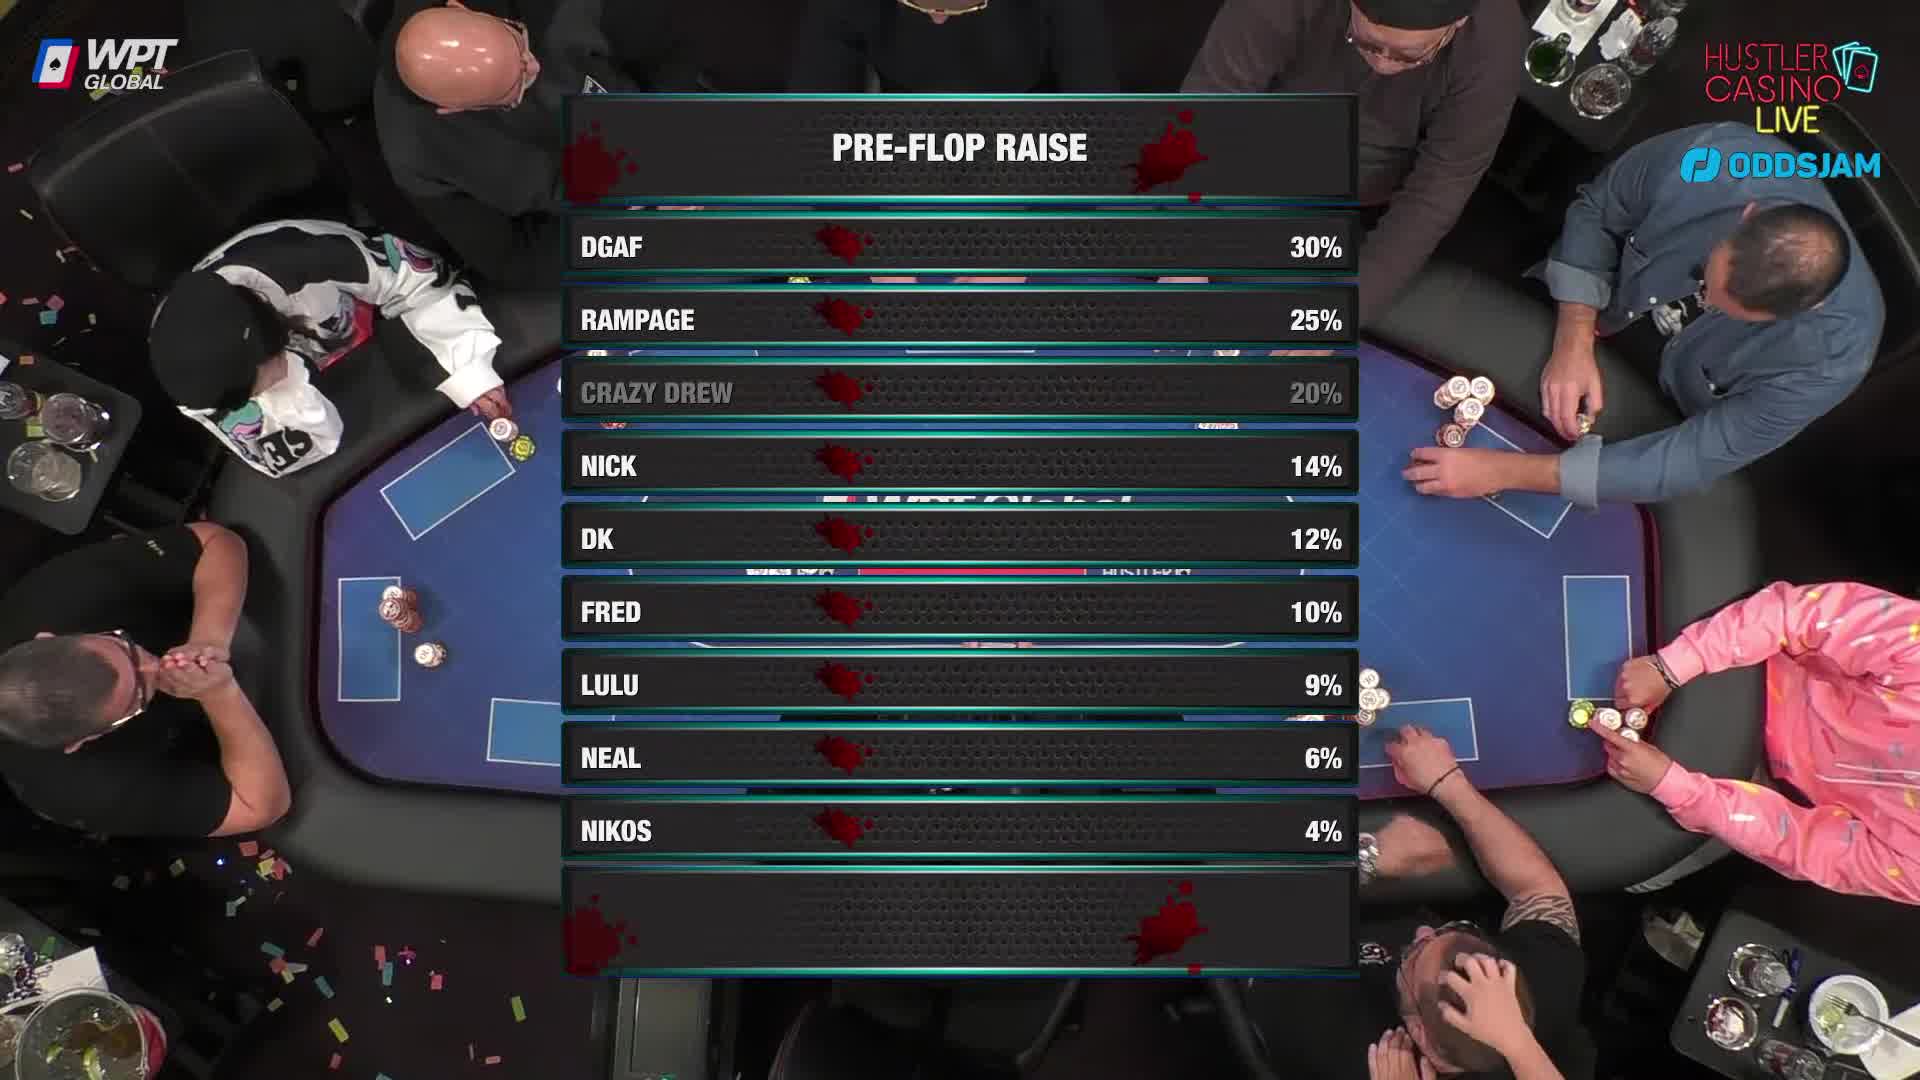 WPT
GLOBAL
HUSTLER
CASINO
LIVE
ODDSJAM
PRE-FLOP RAISE
DGAF 30%
RAMPAGE 25%
CRAZY DREW 20%
NICK 14%
DK 12%
FRED 10%
LULU 9%
NEAL 6%
NIKOS 4%